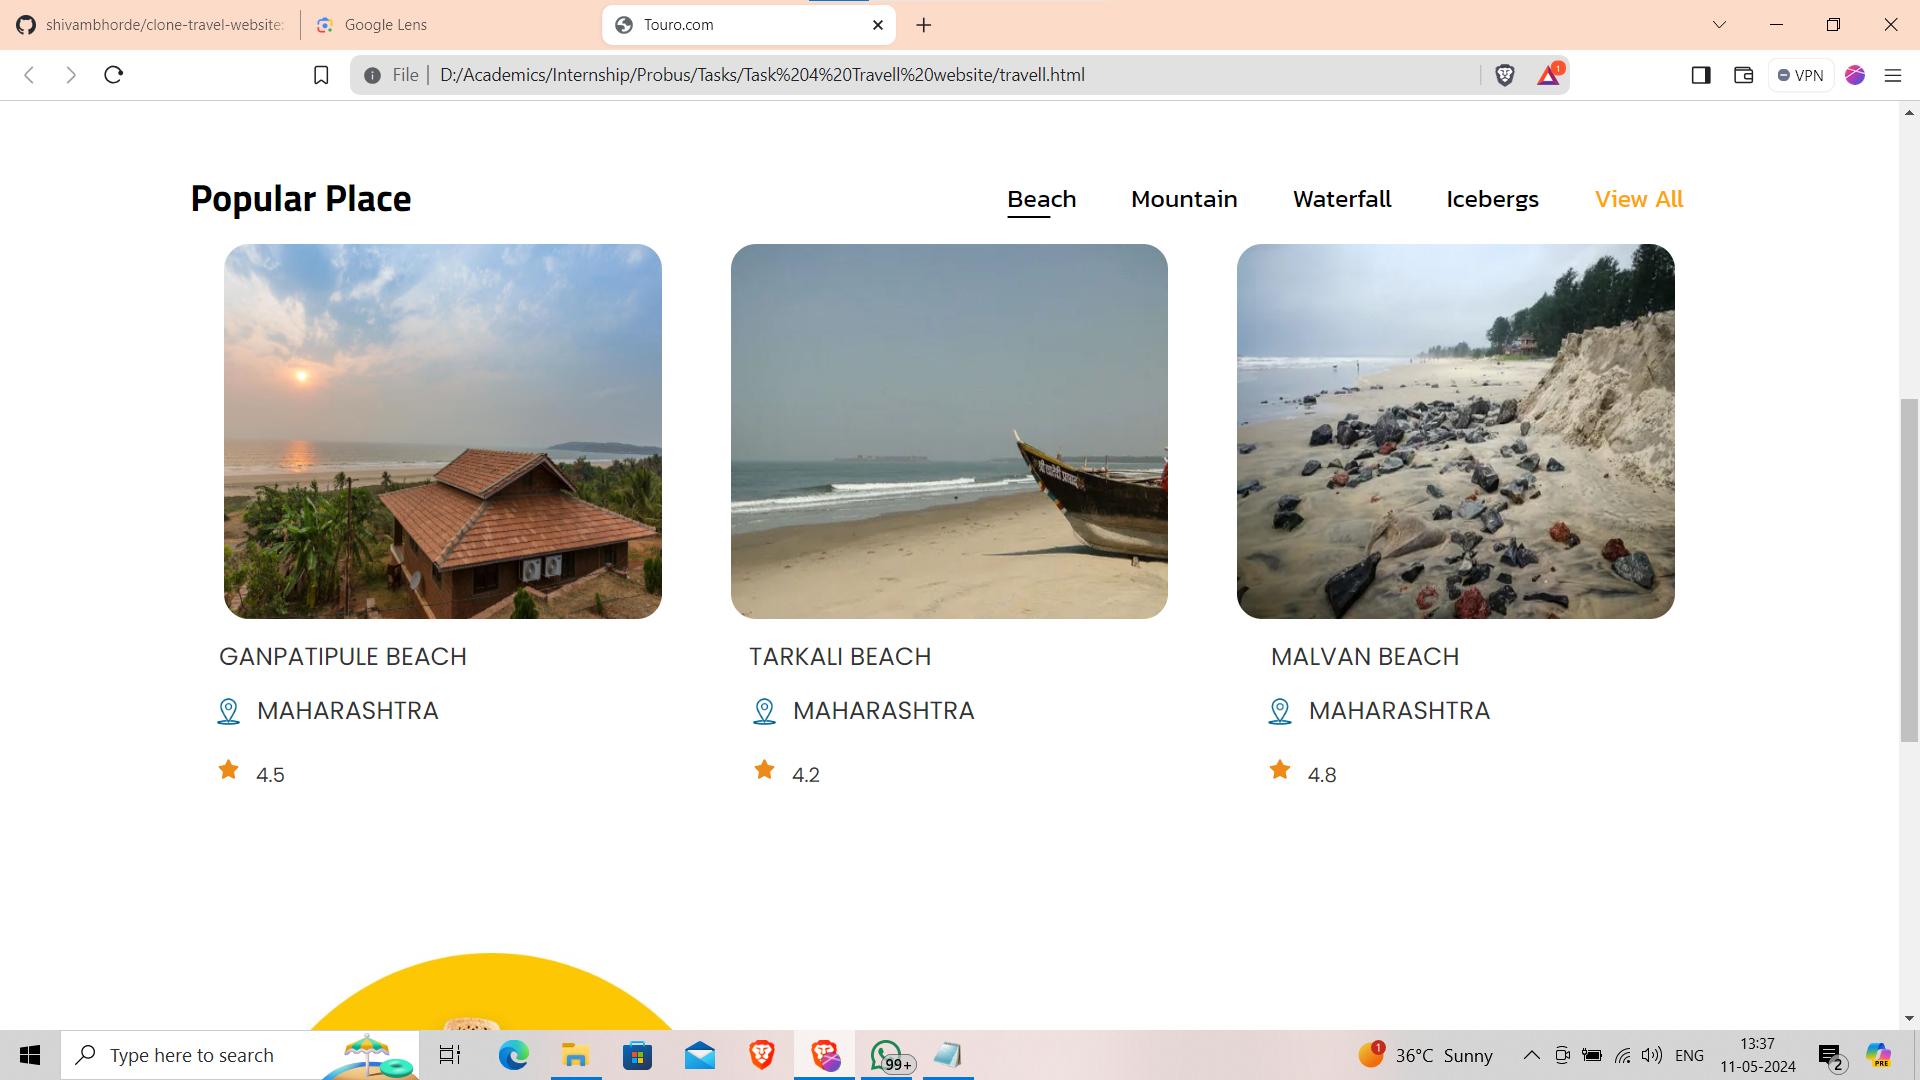 shivambhorde/clone-travel-website:
Google Lens
Touro.com
File
D:/Academics/Internship/Probus/Tasks/Task%204%20Travell%20website/travell.html
1
VPN
Popular Place
Beach
Mountain
Waterfall
Icebergs
View All
GANPATIPULE BEACH
TARKALI BEACH
MALVAN BEACH
MAHARASHTRA
MAHARASHTRA
MAHARASHTRA
4.5
4.2
4.8
Type here to search
99+
1
36°C Sunny
ENG
13:37
11-05-2024
2
PRE